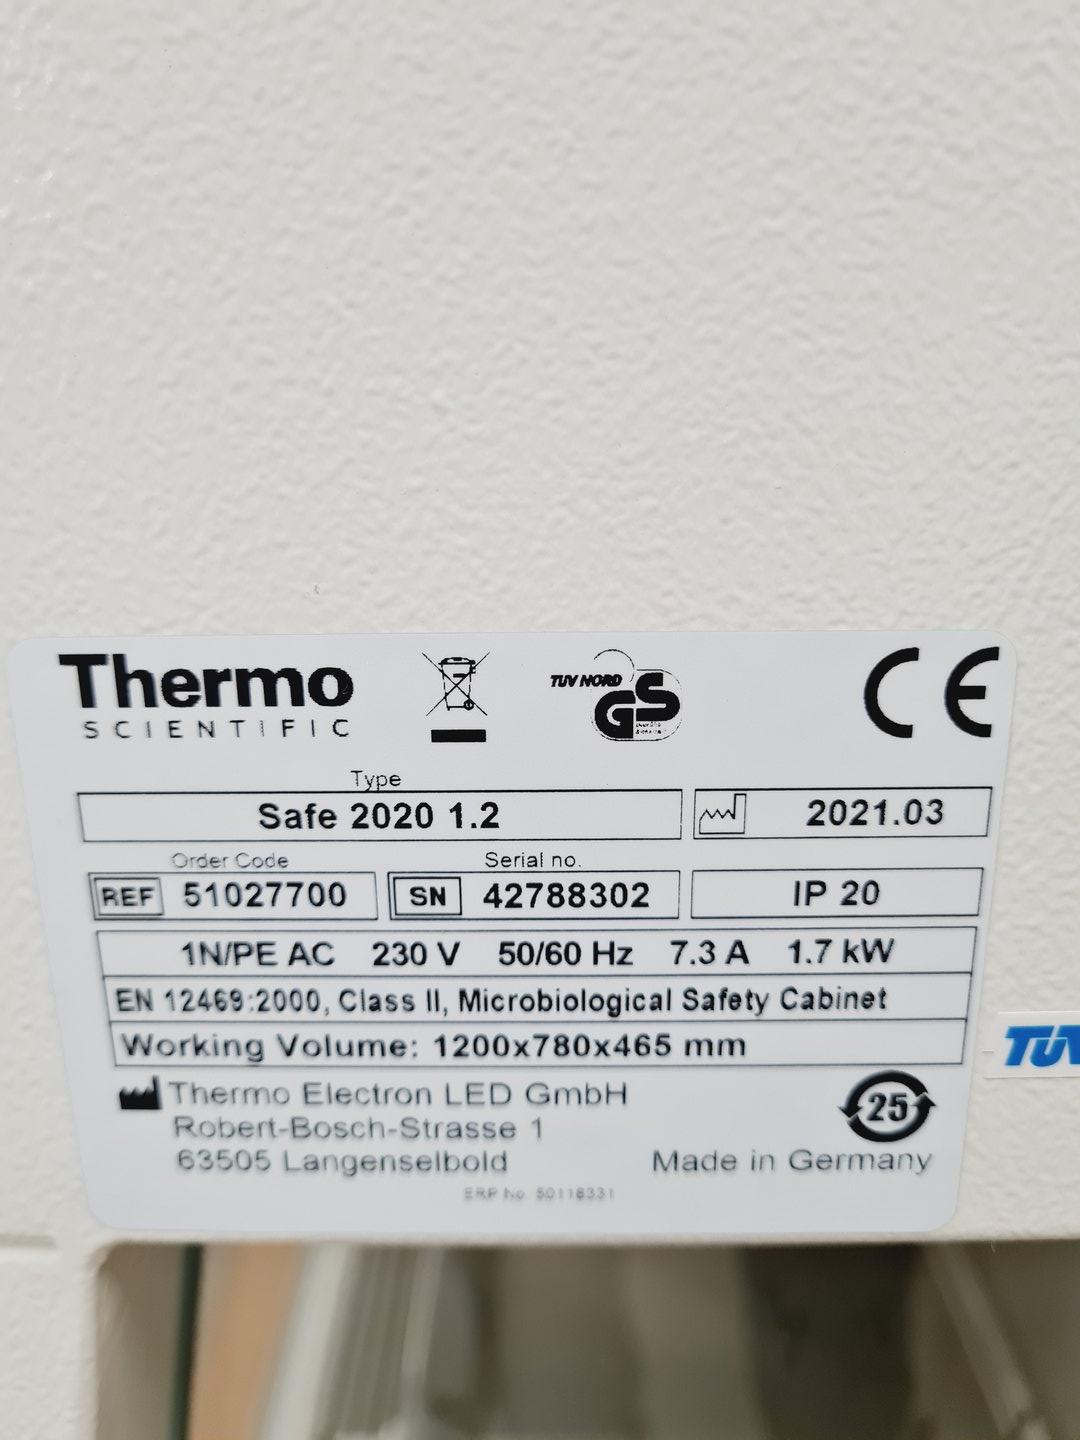 Thermo
SCIENTIFIC
TUV NORD
GS
CE
Type
Safe 2020 1.2
2021.03
Order Code
Serial no.
REF 51027700
SN 42788302
IP 20
1N/PE AC 230 V 50/60 Hz 7.3 A 1.7 kW
EN 12469:2000, Class II, Microbiological Safety Cabinet
Working Volume: 1200x780x465 mm
TÜV
Thermo Electron LED GmbH
Robert-Bosch-Strasse 1
63505 Langenselbold
25
Made in Germany
ERP No. 50118331